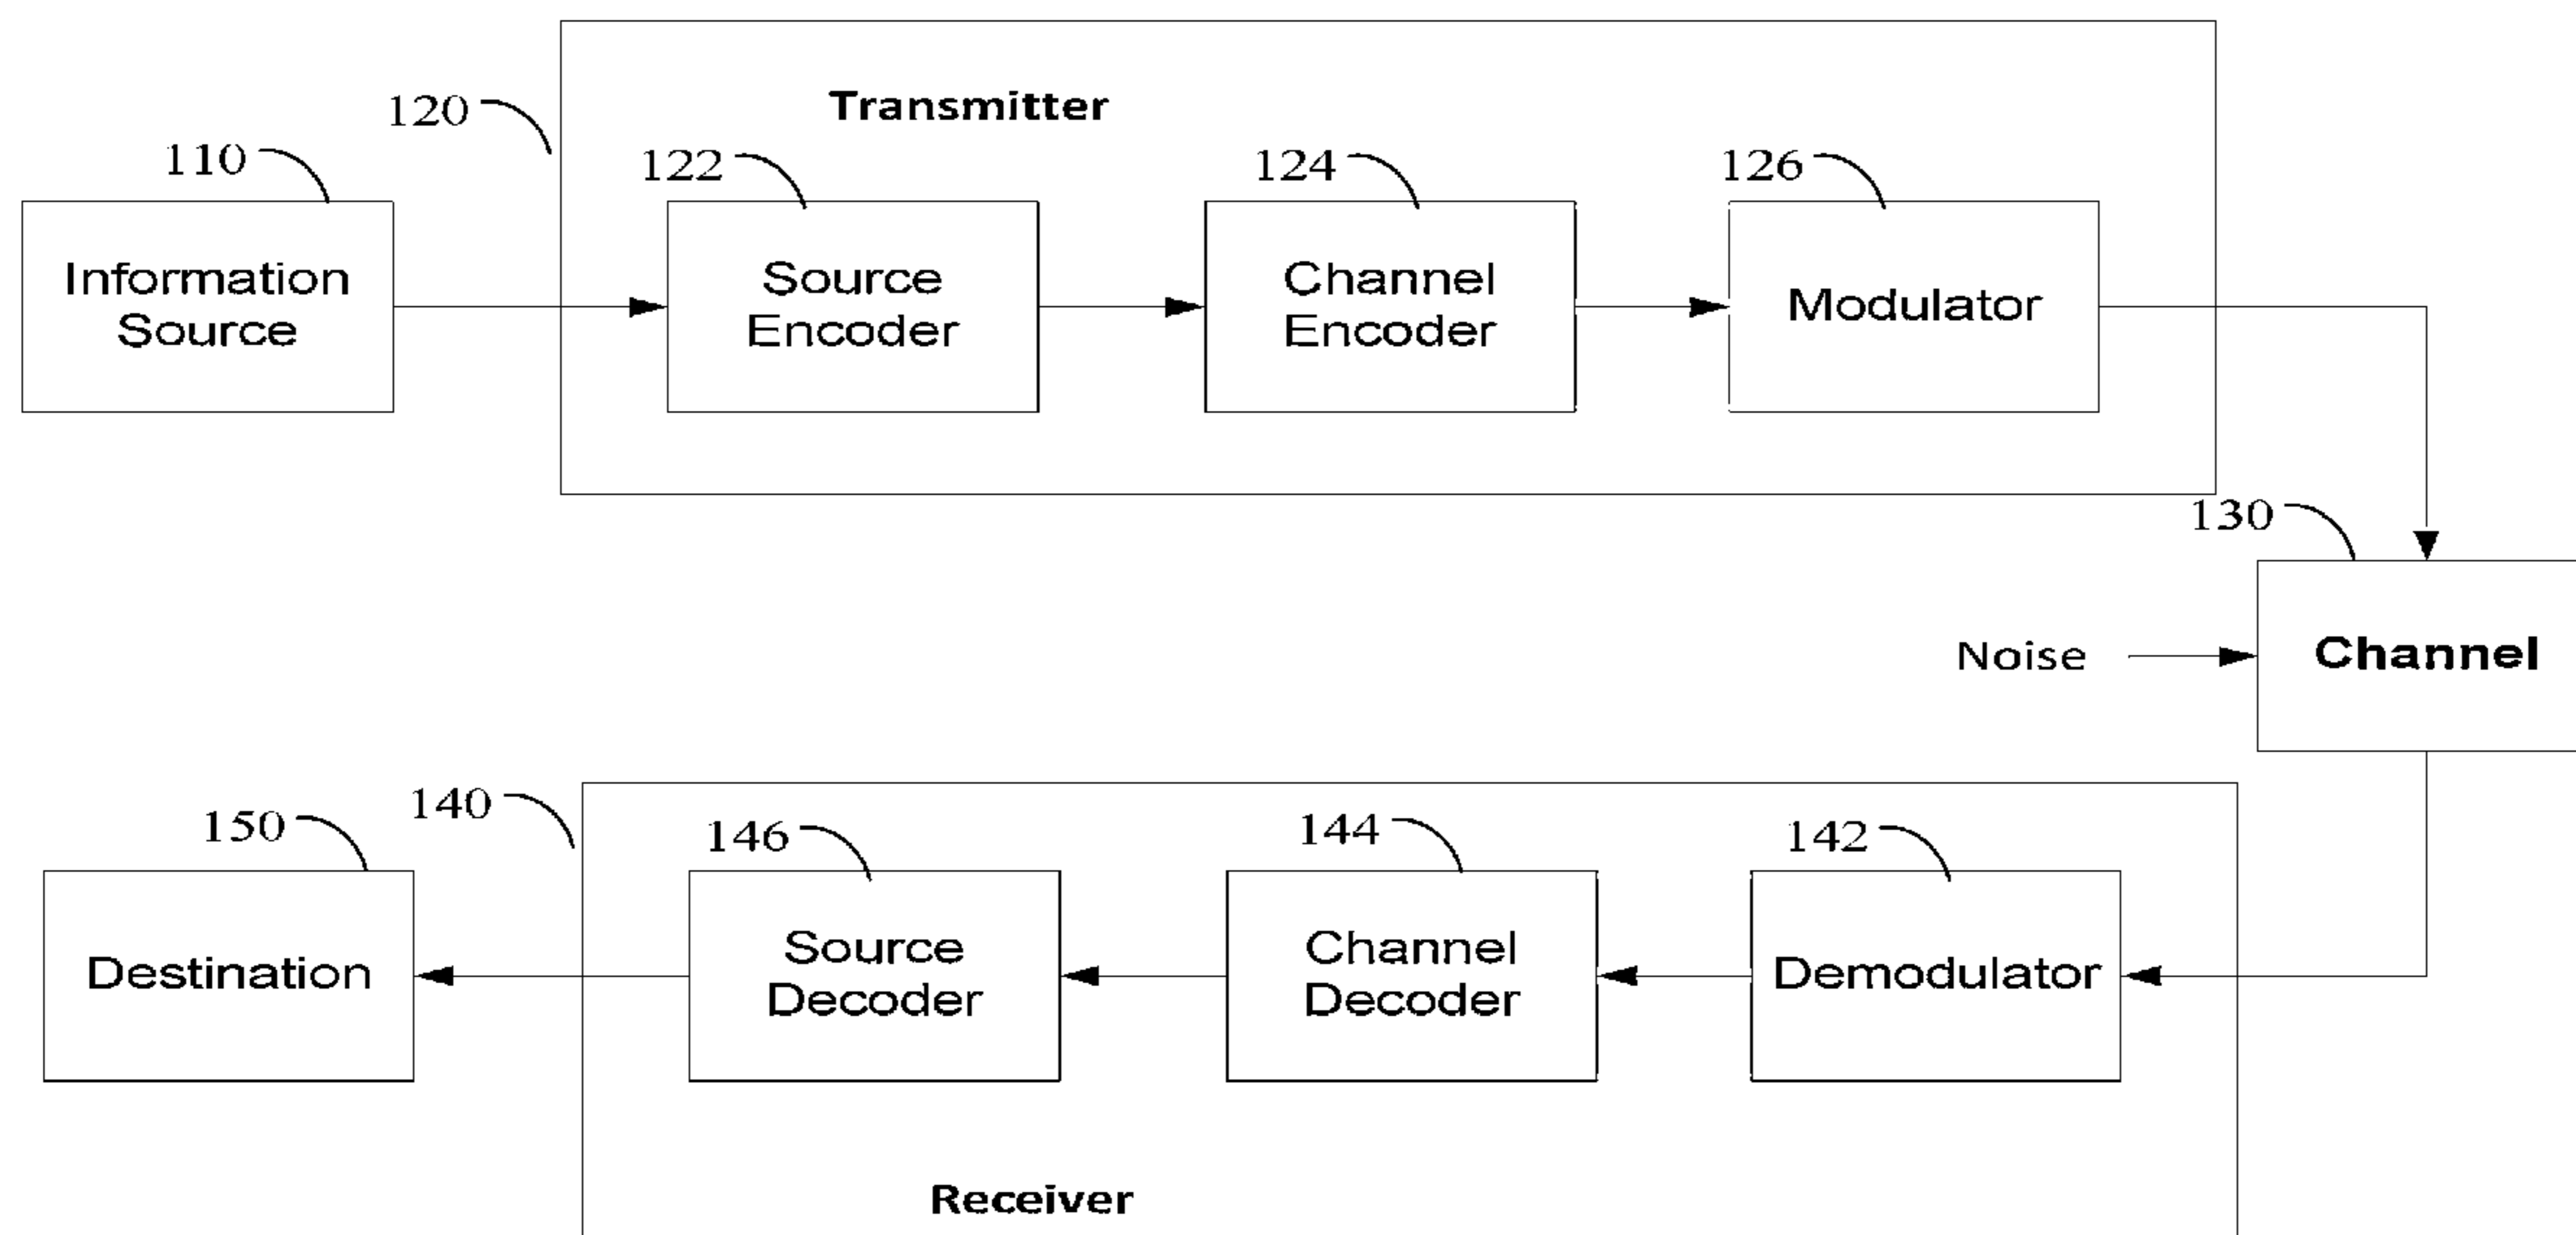 Transmitter
120
110
122
124
126
Information
Source
Source
Encoder
Channel
Encoder
Modulator
130
Noise
Channel
140
150
146
144
142
Destination
Source
Decoder
Channel
Decoder
Demodulator
Receiver